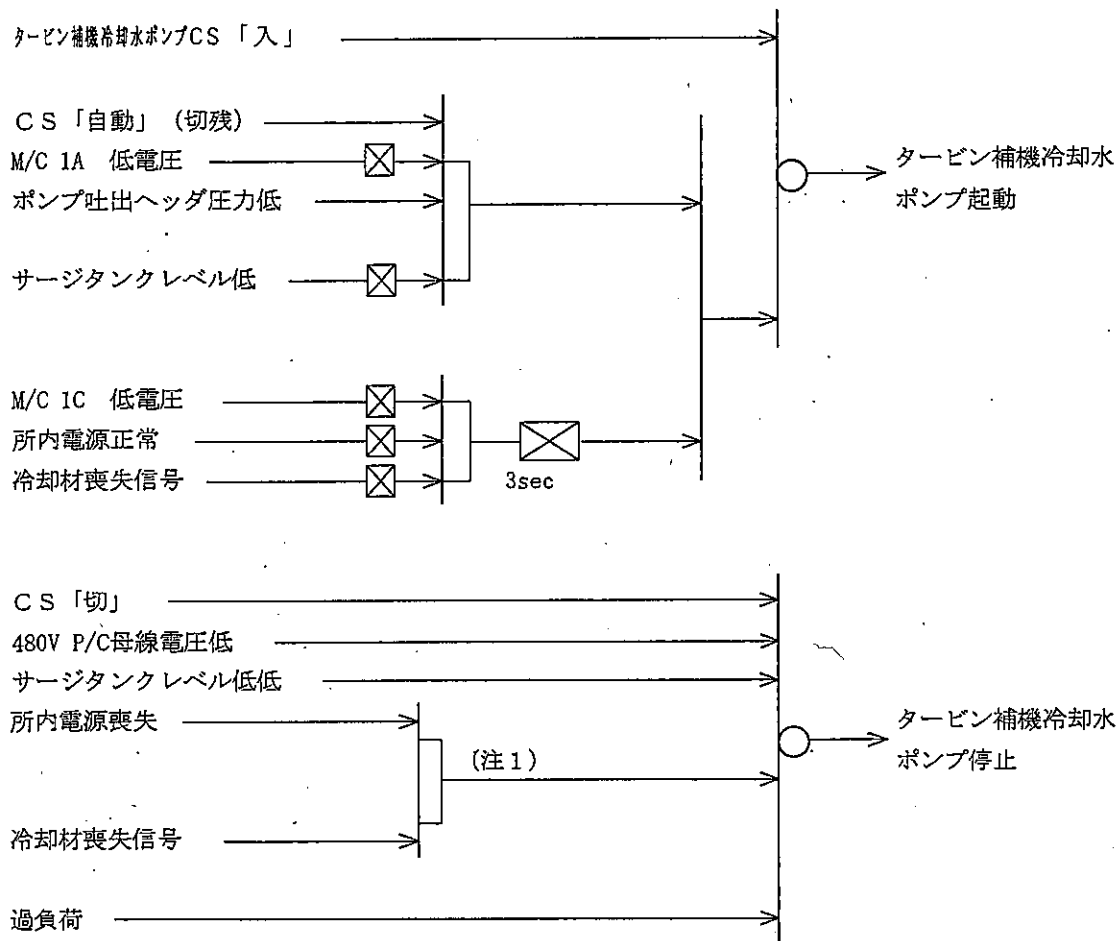 タービン補機冷却水ポンプCS「入」
CS「自動」(切残)
M/C 1A 低電圧
ポンプ吐出ヘッダ圧力低
サージタンクレベル低
タービン補機冷却水
ポンプ起動
M/C 1C 低電圧
所内電源正常
冷却材喪失信号
3sec
CS「切」
480V P/C母線電圧低
サージタンクレベル低低
所内電源喪失
(注1)
冷却材喪失信号
過負荷
タービン補機冷却水
ポンプ停止